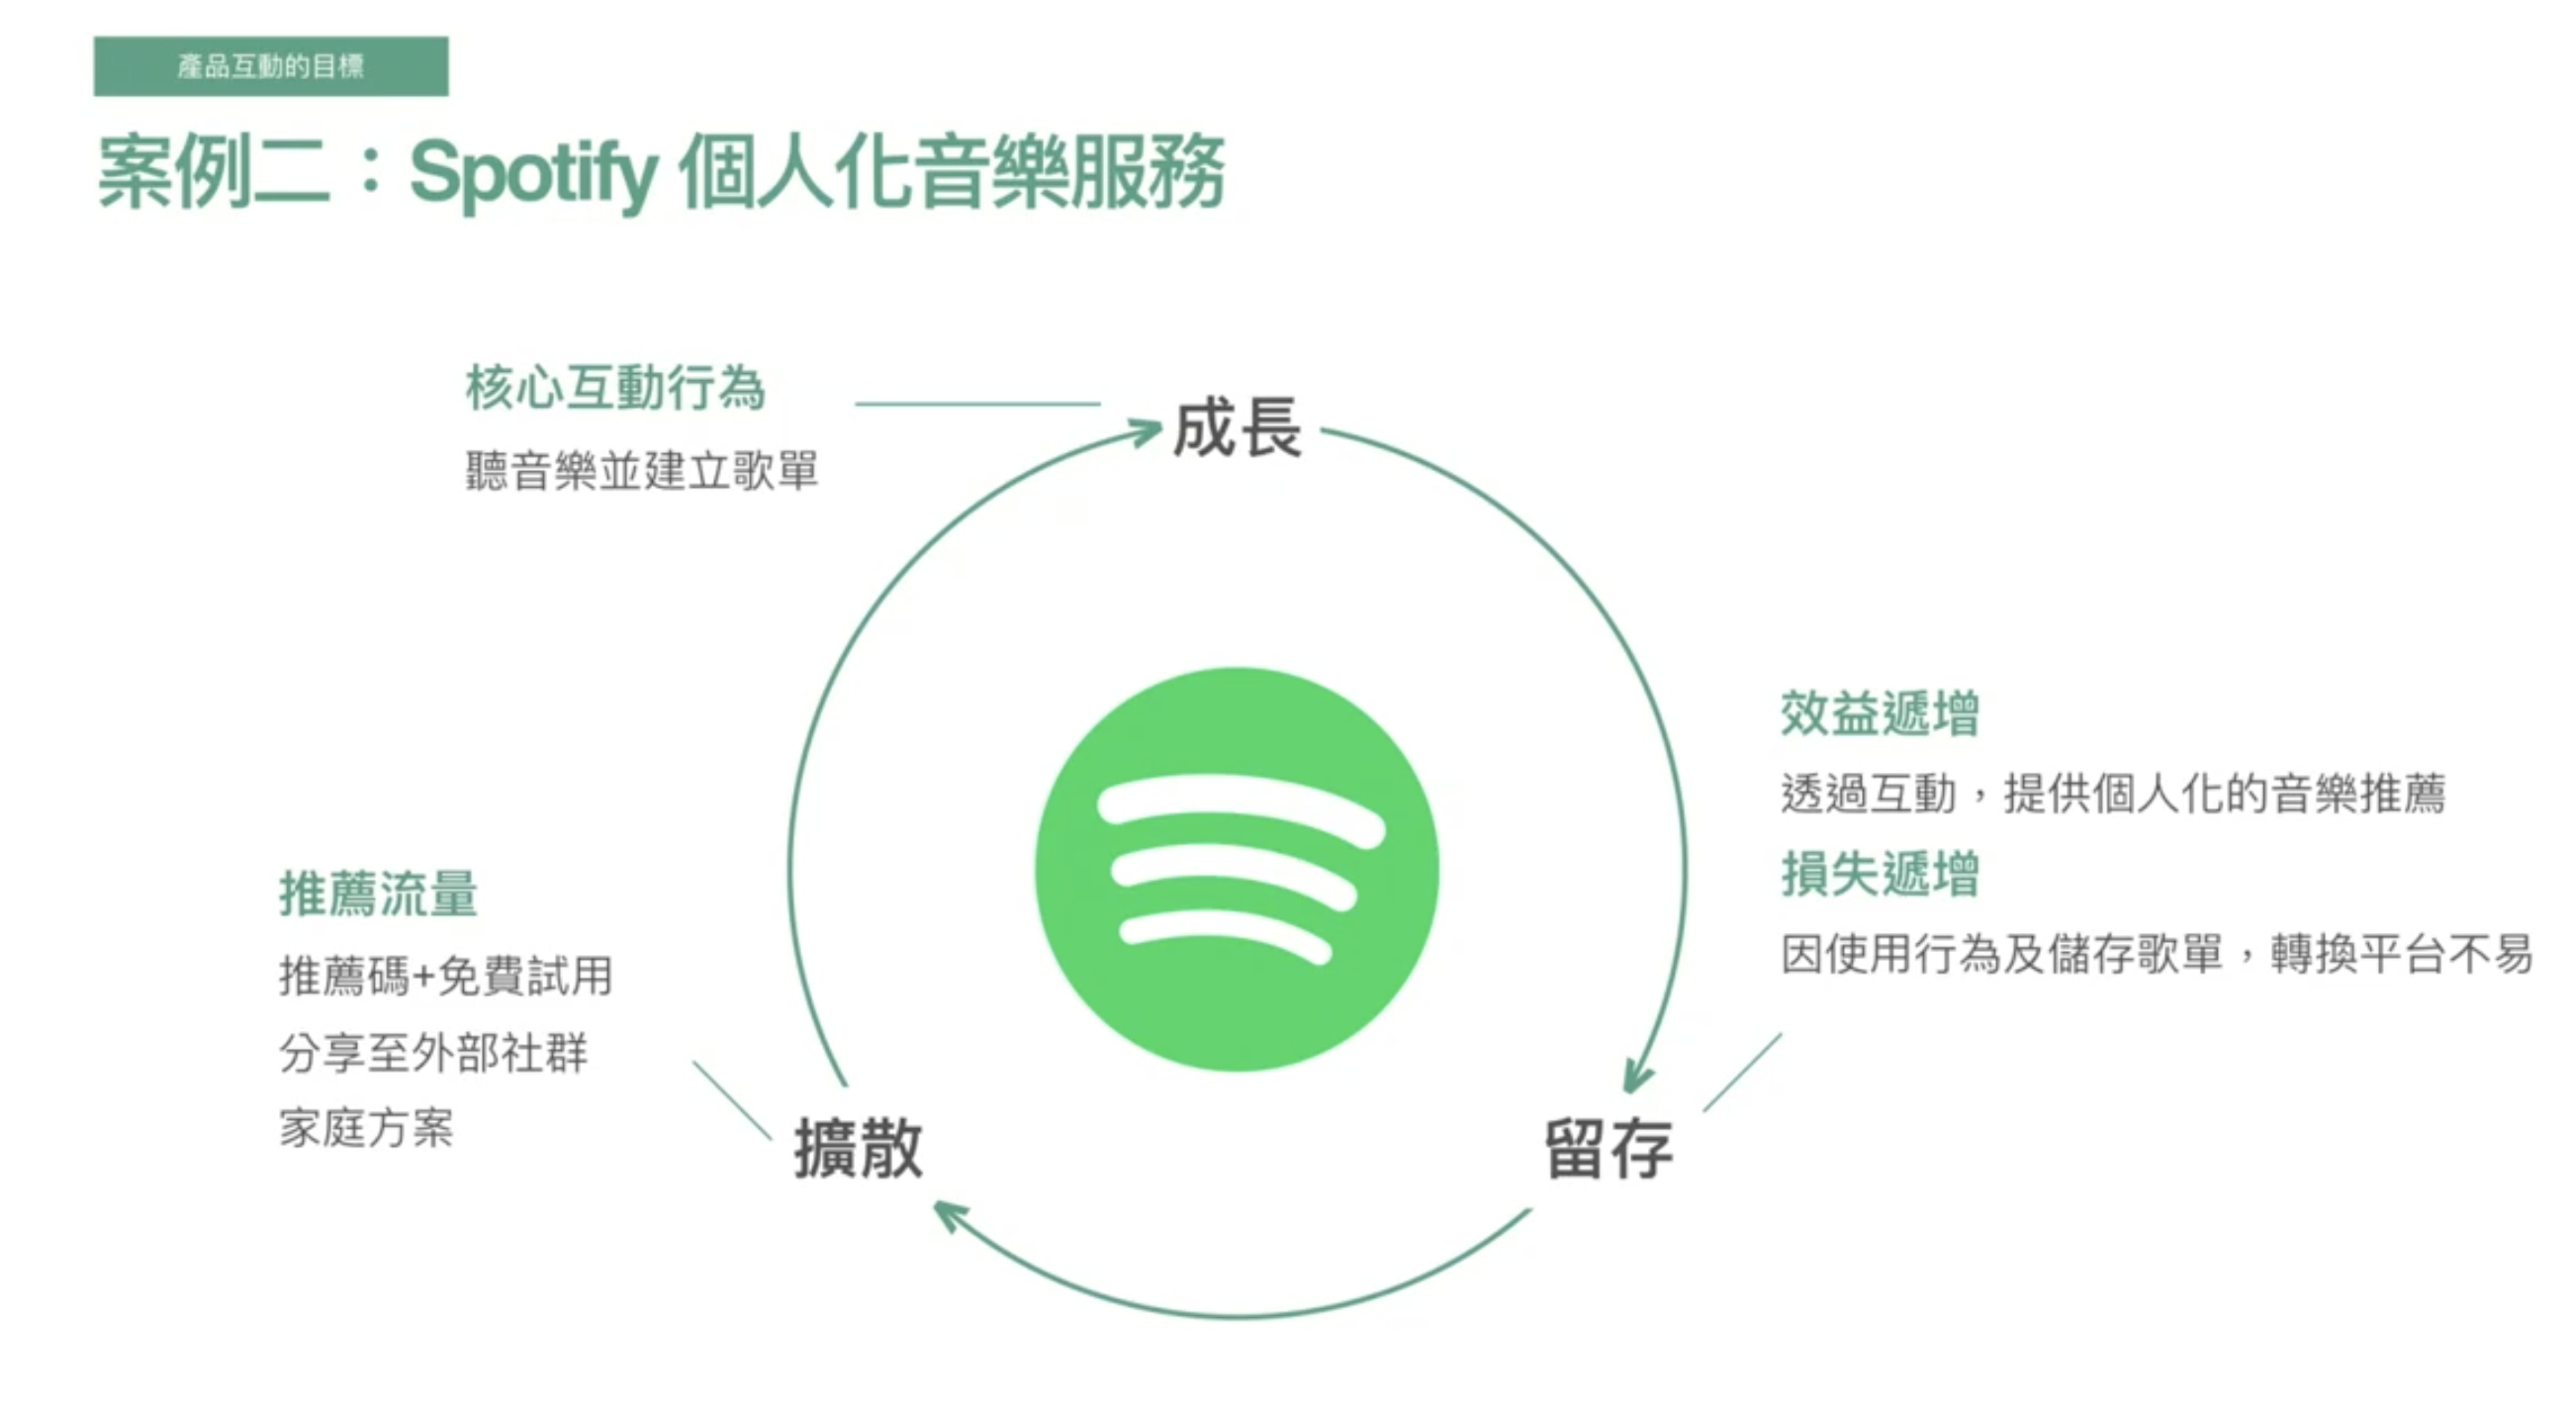 產品互動的目標
案例二：Spotify 個人化音樂服務
核心互動行為
聽音樂並建立歌單
成長
效益遞增
透過互動，提供個人化的音樂推薦
損失遞增
因使用行為及儲存歌單，轉換平台不易
留存
推薦流量
推薦碼+免費試用
分享至外部社群
家庭方案
擴散